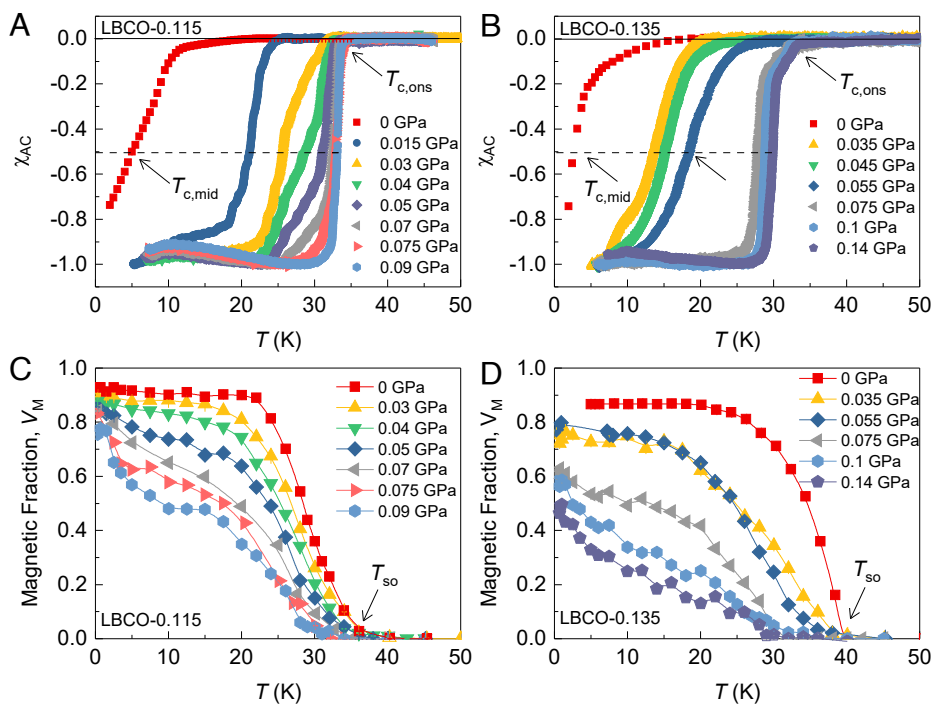 A
LBCO-0.115
0.0
-0.2
-0.4
-0.6
-0.8
-1.0
χAC
Tc,ons
Tc,mid
0 GPa
0.015 GPa
0.03 GPa
0.04 GPa
0.05 GPa
0.07 GPa
0.075 GPa
0.09 GPa
0 10 20 30 40 50
T (K)
B
LBCO-0.135
0.0
-0.2
-0.4
-0.6
-0.8
-1.0
χAC
Tc,ons
Tc,mid
0 GPa
0.035 GPa
0.045 GPa
0.055 GPa
0.075 GPa
0.1 GPa
0.14 GPa
0 10 20 30 40 50
T (K)
C
1.0
0.8
0.6
0.4
0.2
0.0
Magnetic Fraction, VM
0 GPa
0.03 GPa
0.04 GPa
0.05 GPa
0.07 GPa
0.075 GPa
0.09 GPa
Tso
LBCO-0.115
0 10 20 30 40 50
T (K)
D
1.0
0.8
0.6
0.4
0.2
0.0
Magnetic Fraction, VM
0 GPa
0.035 GPa
0.055 GPa
0.075 GPa
0.1 GPa
0.14 GPa
Tso
LBCO-0.135
0 10 20 30 40 50
T (K)